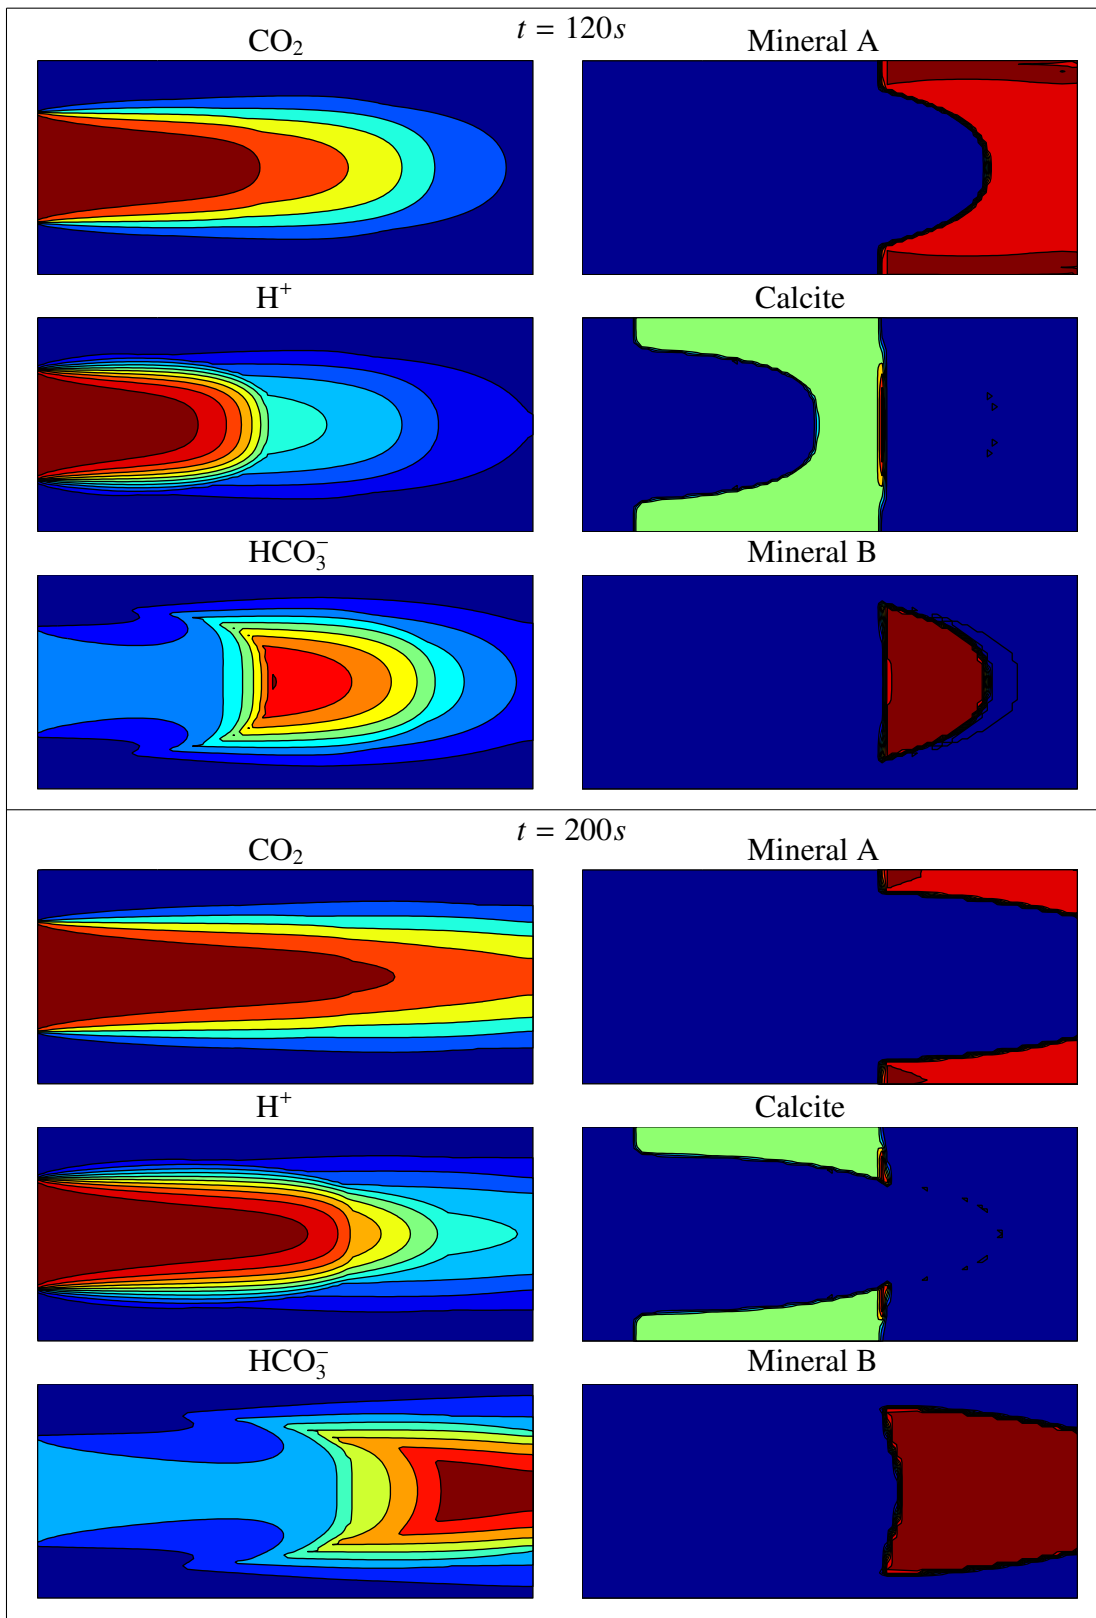 t = 120s
CO₂ Mineral A
H⁺ Calcite
HCO₃⁻ Mineral B
t = 200s
CO₂ Mineral A
H⁺ Calcite
HCO₃⁻ Mineral B